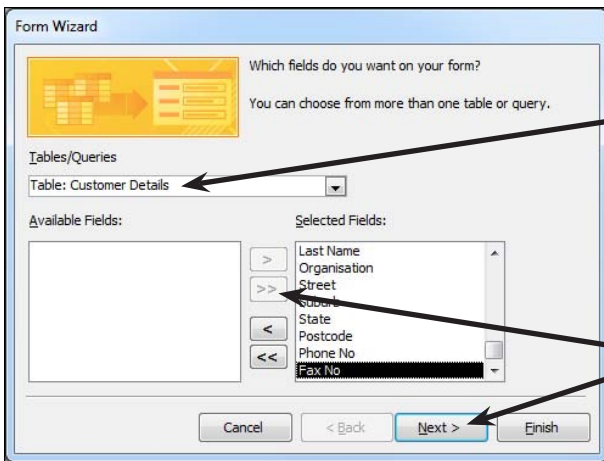 Form Wizard
Which fields do you want on your form?
You can choose from more than one table or query.
Tables/Queries
Table: Customer Details
Available Fields:
Selected Fields:
>
>>
<
<<
Last Name
Organisation
Street
Suburb
State
Postcode
Phone No
Fax No
Cancel
< Back
Next >
Finish